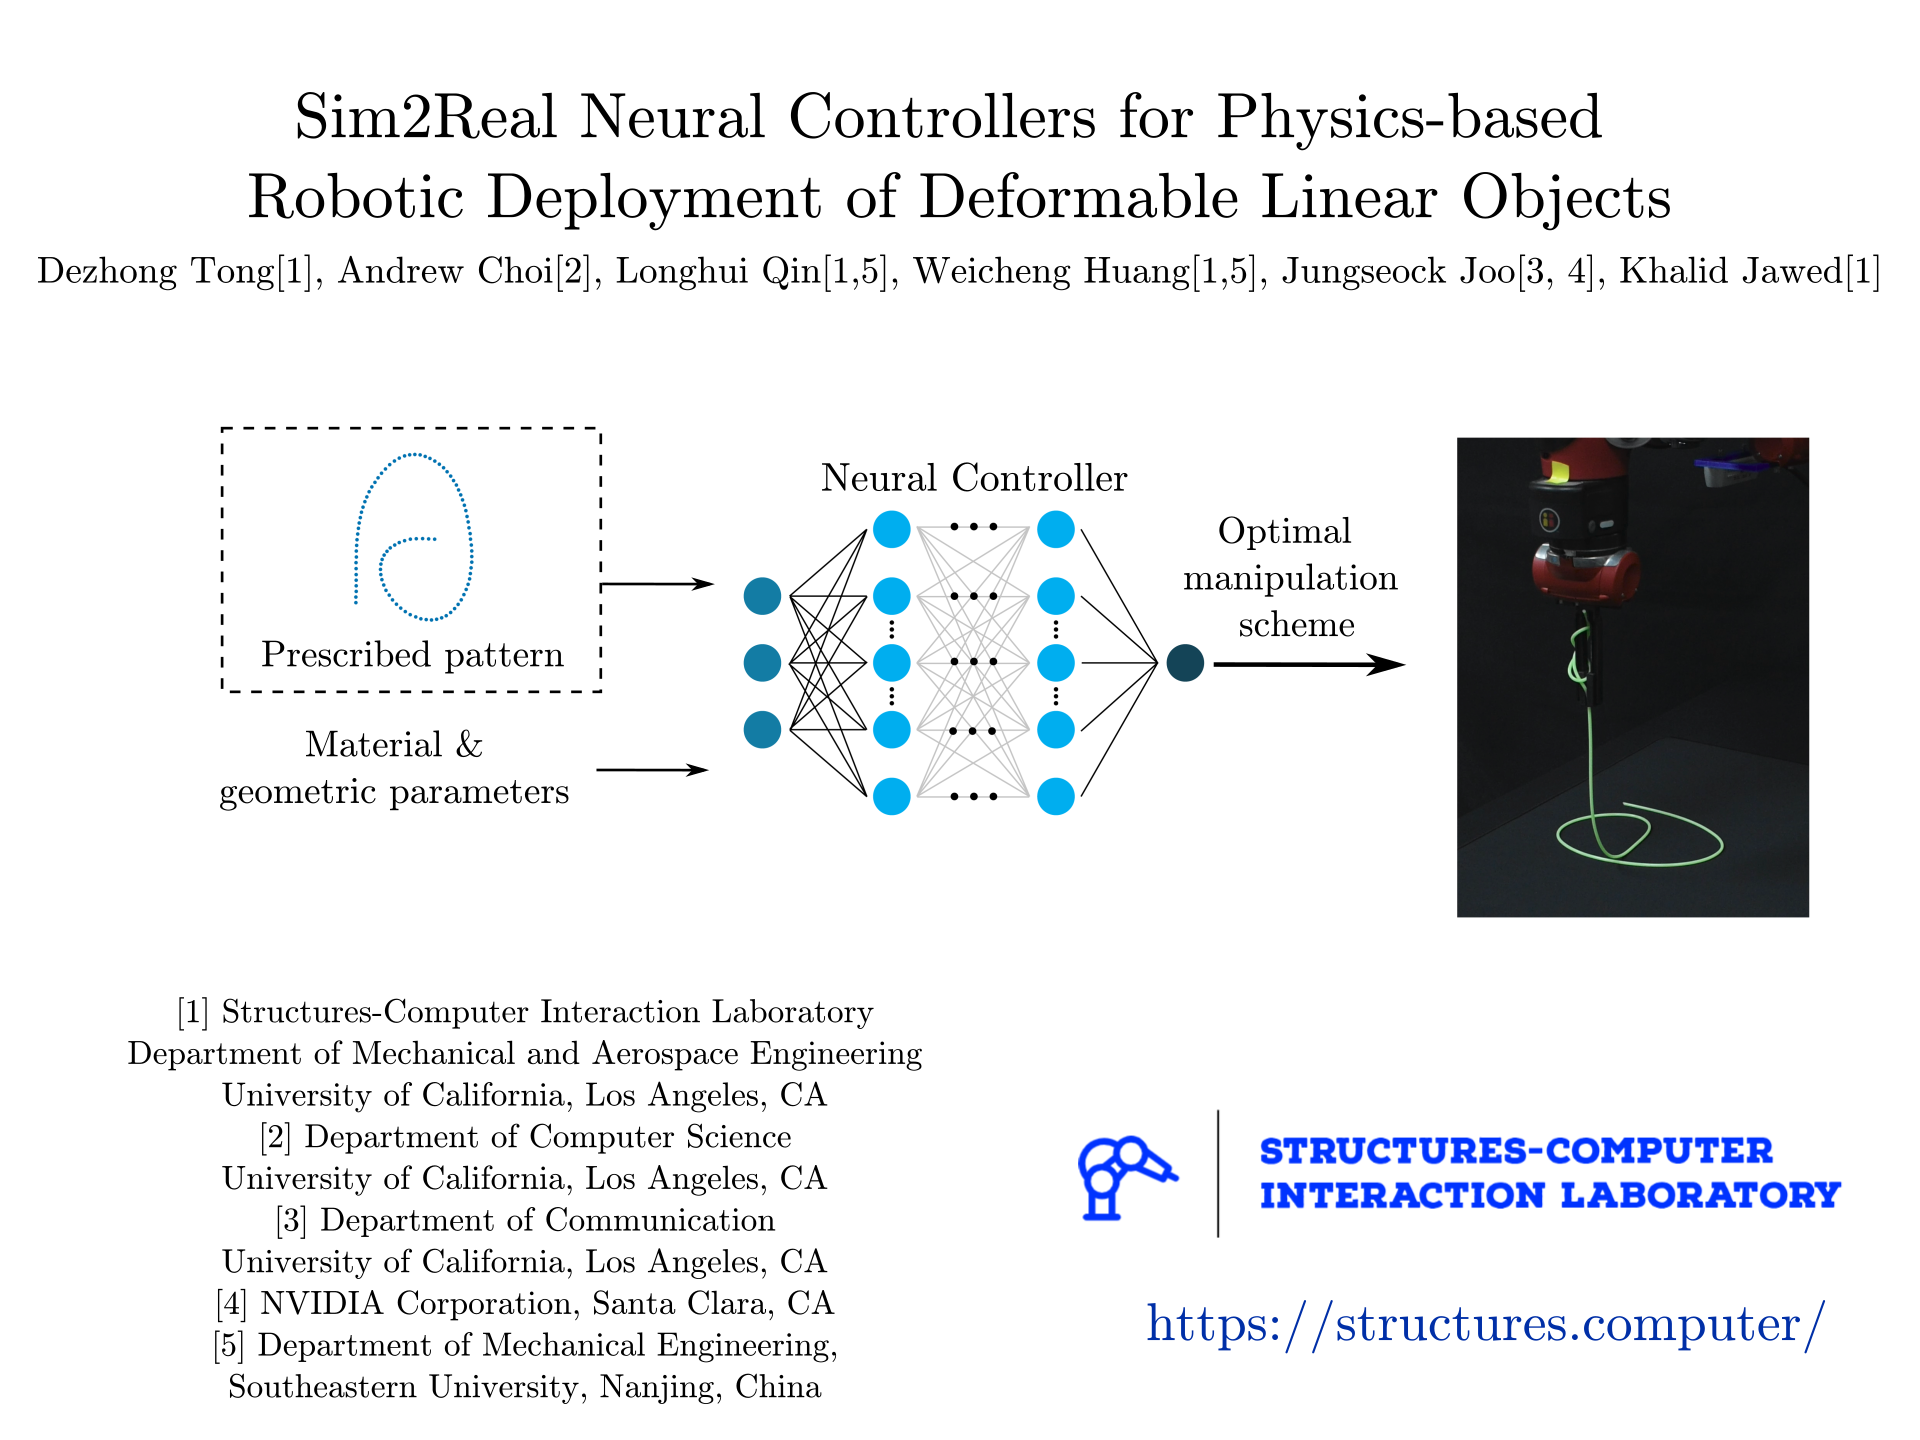 Sim2Real Neural Controllers for Physics-based
Robotic Deployment of Deformable Linear Objects
Dezhong Tong[1], Andrew Choi[2], Longhui Qin[1,5], Weicheng Huang[1,5], Jungseock Joo[3, 4], Khalid Jawed[1]
Prescribed pattern
Material &
geometric parameters
Neural Controller
Optimal
manipulation
scheme
[1] Structures-Computer Interaction Laboratory
Department of Mechanical and Aerospace Engineering
University of California, Los Angeles, CA
[2] Department of Computer Science
University of California, Los Angeles, CA
[3] Department of Communication
University of California, Los Angeles, CA
[4] NVIDIA Corporation, Santa Clara, CA
[5] Department of Mechanical Engineering,
Southeastern University, Nanjing, China
STRUCTURES-COMPUTER
INTERACTION LABORATORY
https://structures.computer/